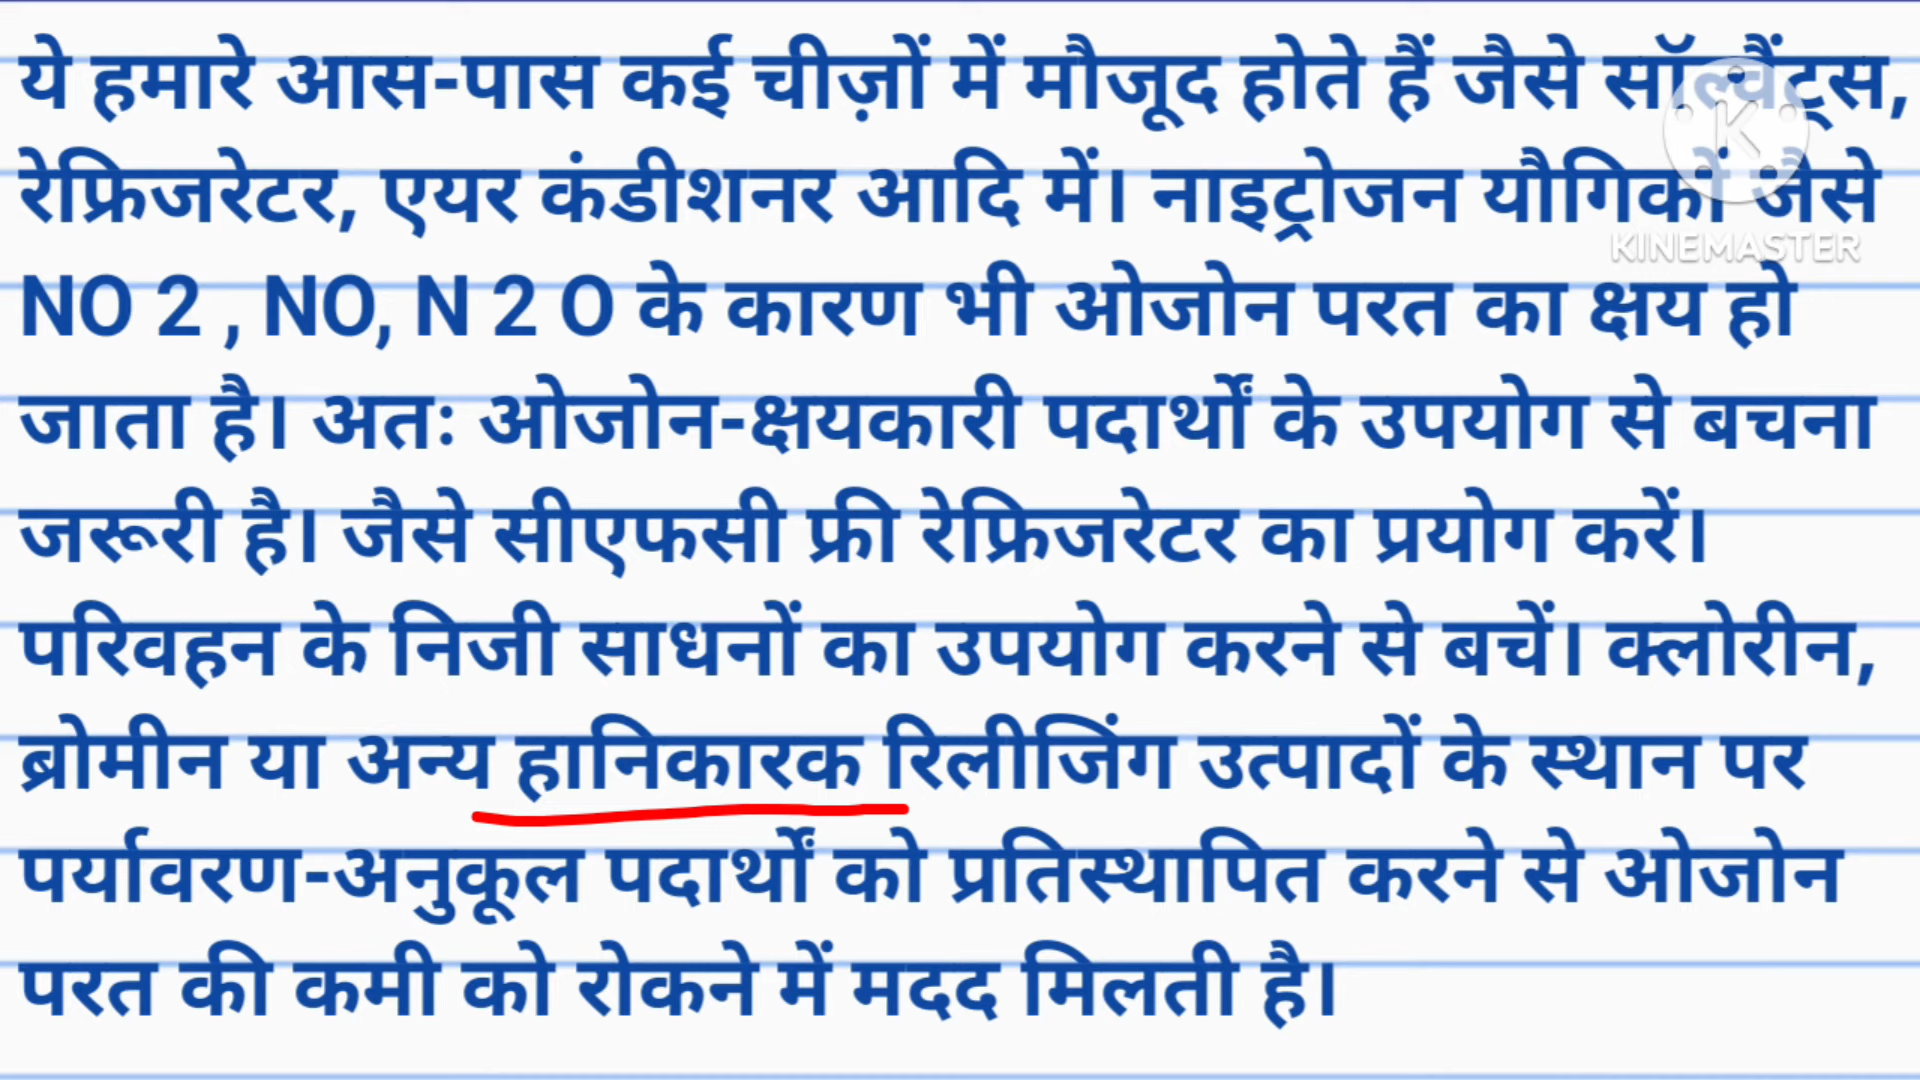 ये हमारे आस-पास कई चीज़ों में मौजूद होते हैं जैसे सॉल्वैंट्स,
रेफ्रिजरेटर, एयर कंडीशनर आदि में। नाइट्रोजन यौगिकों जैसे
KINEMASTER
NO 2 , NO, N 2 O के कारण भी ओजोन परत का क्षय हो
जाता है। अतः ओजोन-क्षयकारी पदार्थों के उपयोग से बचना
जरूरी है। जैसे सीएफसी फ्री रेफ्रिजरेटर का प्रयोग करें।
परिवहन के निजी साधनों का उपयोग करने से बचें। क्लोरीन,
ब्रोमीन या अन्य हानिकारक रिलीजिंग उत्पादों के स्थान पर
पर्यावरण-अनुकूल पदार्थों को प्रतिस्थापित करने से ओजोन
परत की कमी को रोकने में मदद मिलती है।